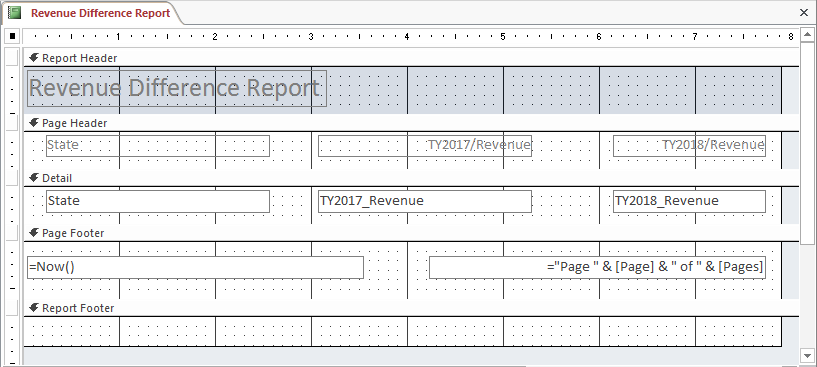 Revenue Difference Report
1 2 3 4 5 6 7 8
Report Header
Revenue Difference Report
Page Header
State TY2017/Revenue TY2018/Revenue
Detail
State TY2017_Revenue TY2018_Revenue
Page Footer
=Now() ="Page " & [Page] & " of " & [Pages]
Report Footer